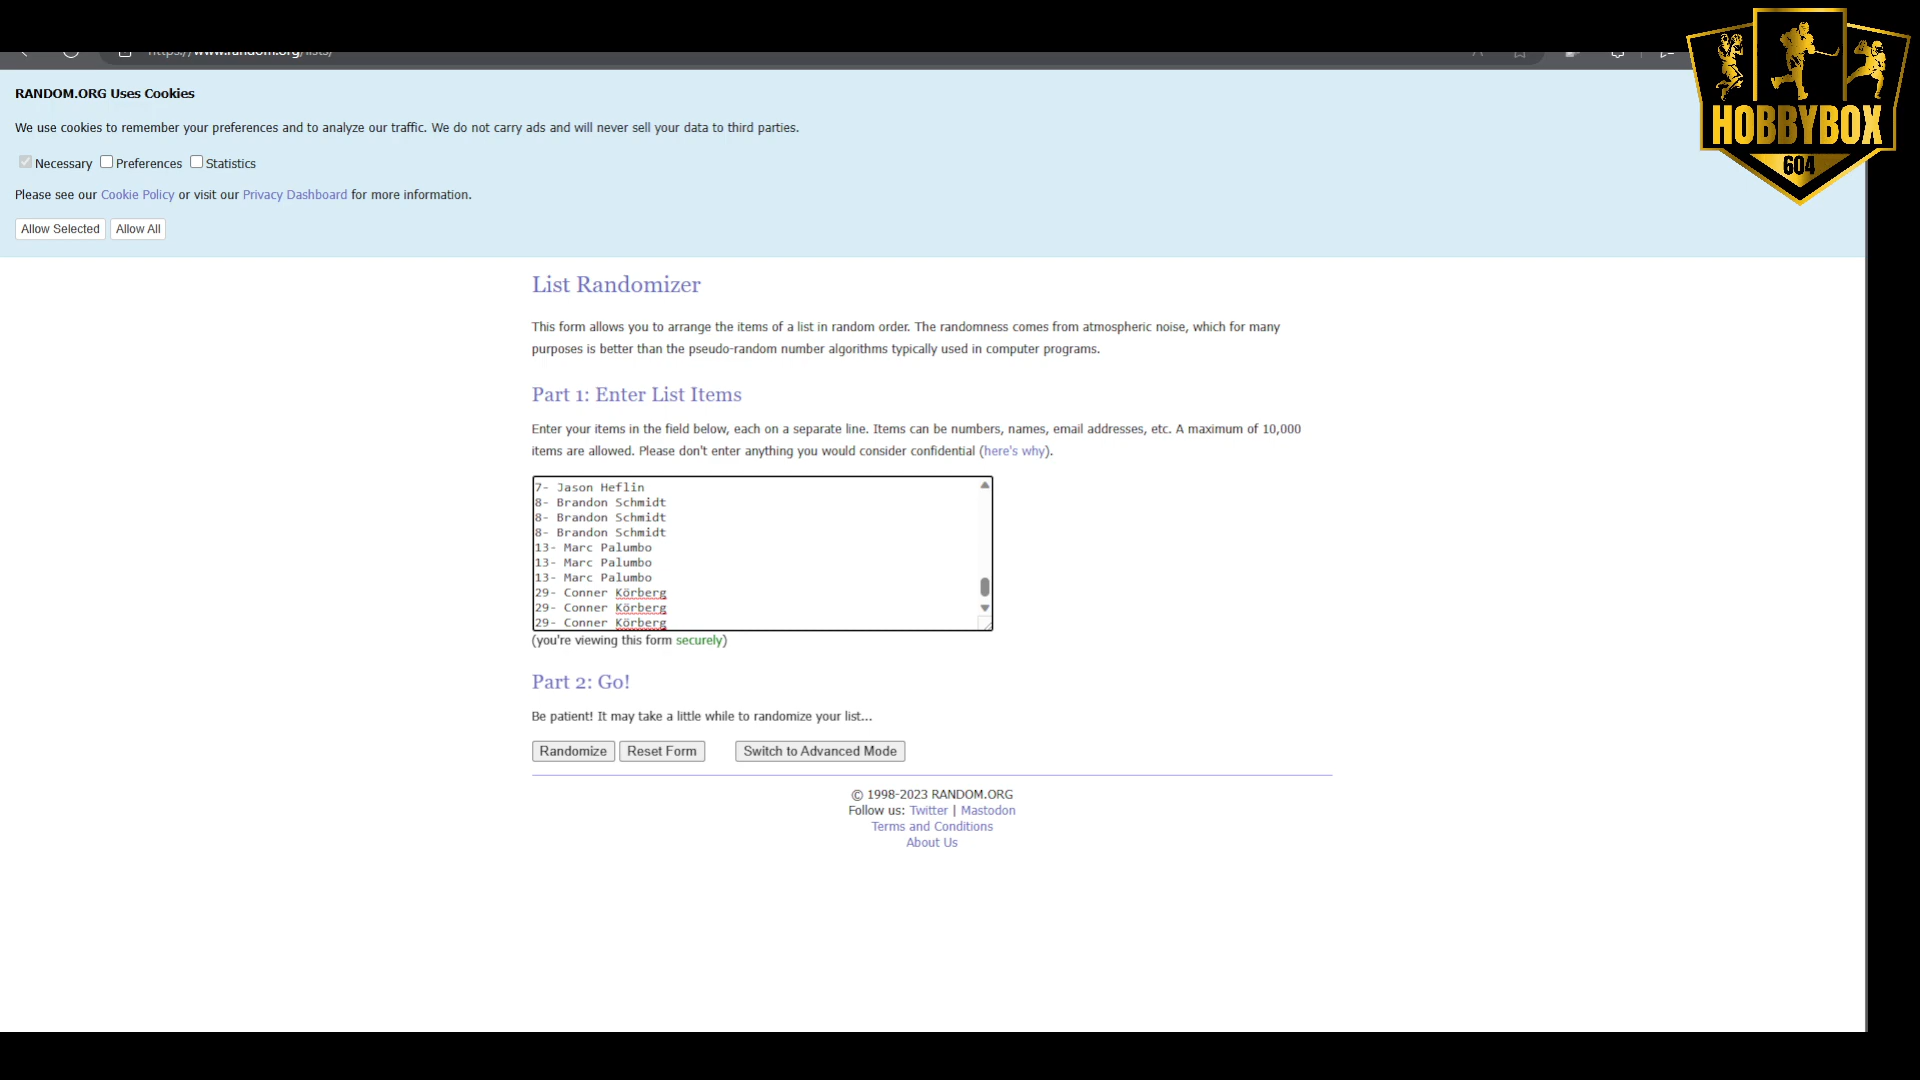 https://www.random.org/lists/
RANDOM.ORG Uses Cookies
We use cookies to remember your preferences and to analyze our traffic. We do not carry ads and will never sell your data to third parties.
Necessary Preferences Statistics
Please see our Cookie Policy or visit our Privacy Dashboard for more information.
Allow Selected Allow All
HOBBYBOX
604
List Randomizer
This form allows you to arrange the items of a list in random order. The randomness comes from atmospheric noise, which for many
purposes is better than the pseudo-random number algorithms typically used in computer programs.
Part 1: Enter List Items
Enter your items in the field below, each on a separate line. Items can be numbers, names, email addresses, etc. A maximum of 10,000
items are allowed. Please don't enter anything you would consider confidential (here's why).
7- Jason Heflin
8- Brandon Schmidt
8- Brandon Schmidt
8- Brandon Schmidt
13- Marc Palumbo
13- Marc Palumbo
13- Marc Palumbo
29- Conner Körberg
29- Conner Körberg
29- Conner Körberg
(you're viewing this form securely)
Part 2: Go!
Be patient! It may take a little while to randomize your list...
Randomize Reset Form Switch to Advanced Mode
© 1998-2023 RANDOM.ORG
Follow us: Twitter | Mastodon
Terms and Conditions
About Us